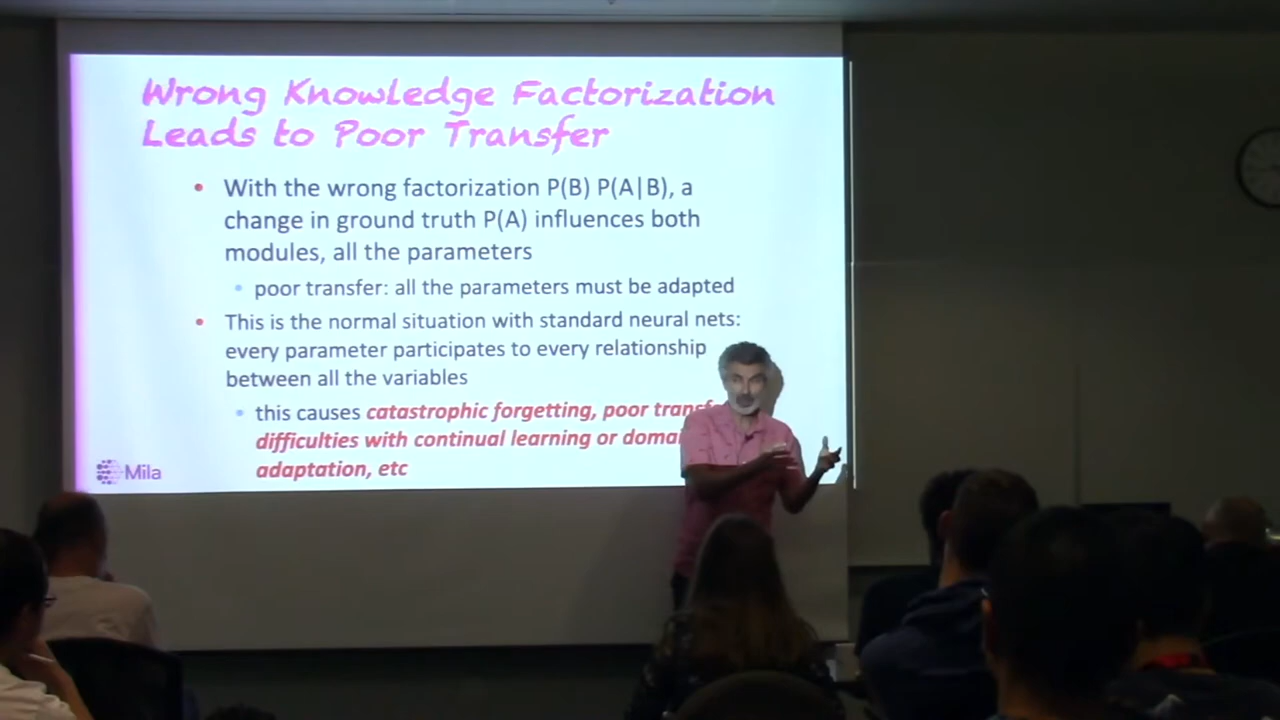 Wrong Knowledge Factorization
Leads to Poor Transfer
• With the wrong factorization P(B) P(A|B), a
change in ground truth P(A) influences both
modules, all the parameters
• poor transfer: all the parameters must be adapted
• This is the normal situation with standard neural nets:
every parameter participates to every relationship
between all the variables
• this causes catastrophic forgetting, poor
difficulties with continual learning or
adaptation, etc
Mila